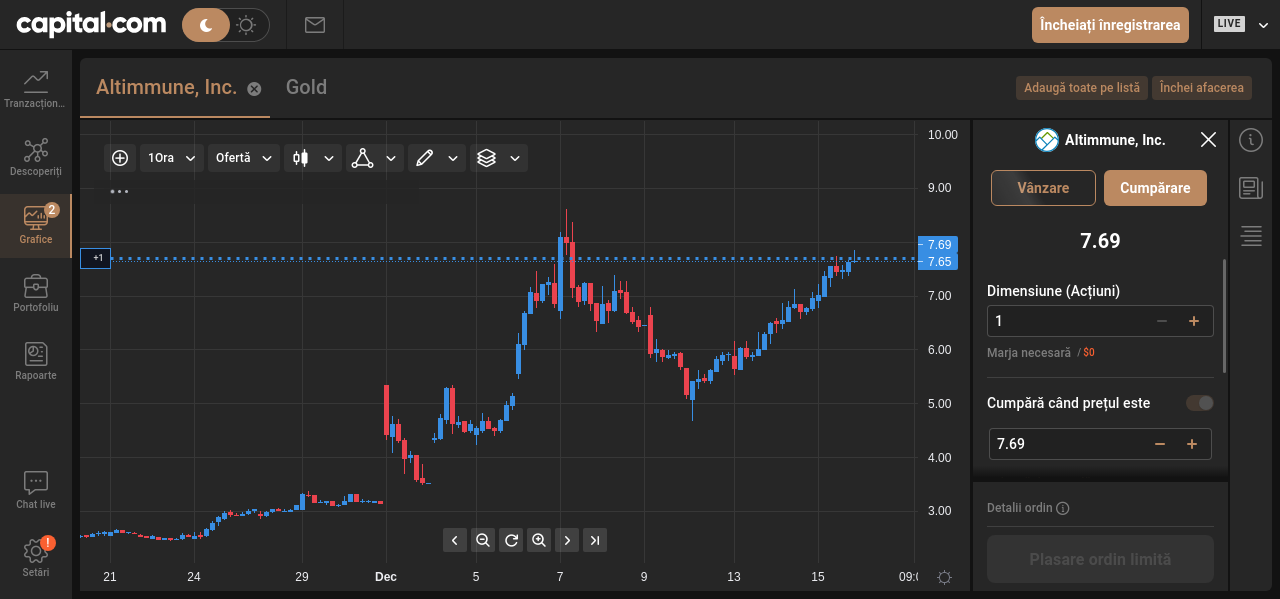 capital.com
Încheiați înregistrarea
LIVE
Tranzacțion...
Descoperiți
2
Grafice
Portofoliu
Rapoarte
Chat live
!
Setări
Altimmune, Inc.
Gold
Adaugă toate pe listă
Închei afacerea
1Ora
Ofertă
+1
10.00
9.00
7.69
7.65
7.00
6.00
5.00
4.00
3.00
21
24
29
Dec
5
7
9
13
15
09:0
Altimmune, Inc.
Vânzare
Cumpărare
7.69
Dimensiune (Acțiuni)
1
Marja necesară / $0
Cumpără când prețul este
7.69
Detalii ordin
Plasare ordin limită